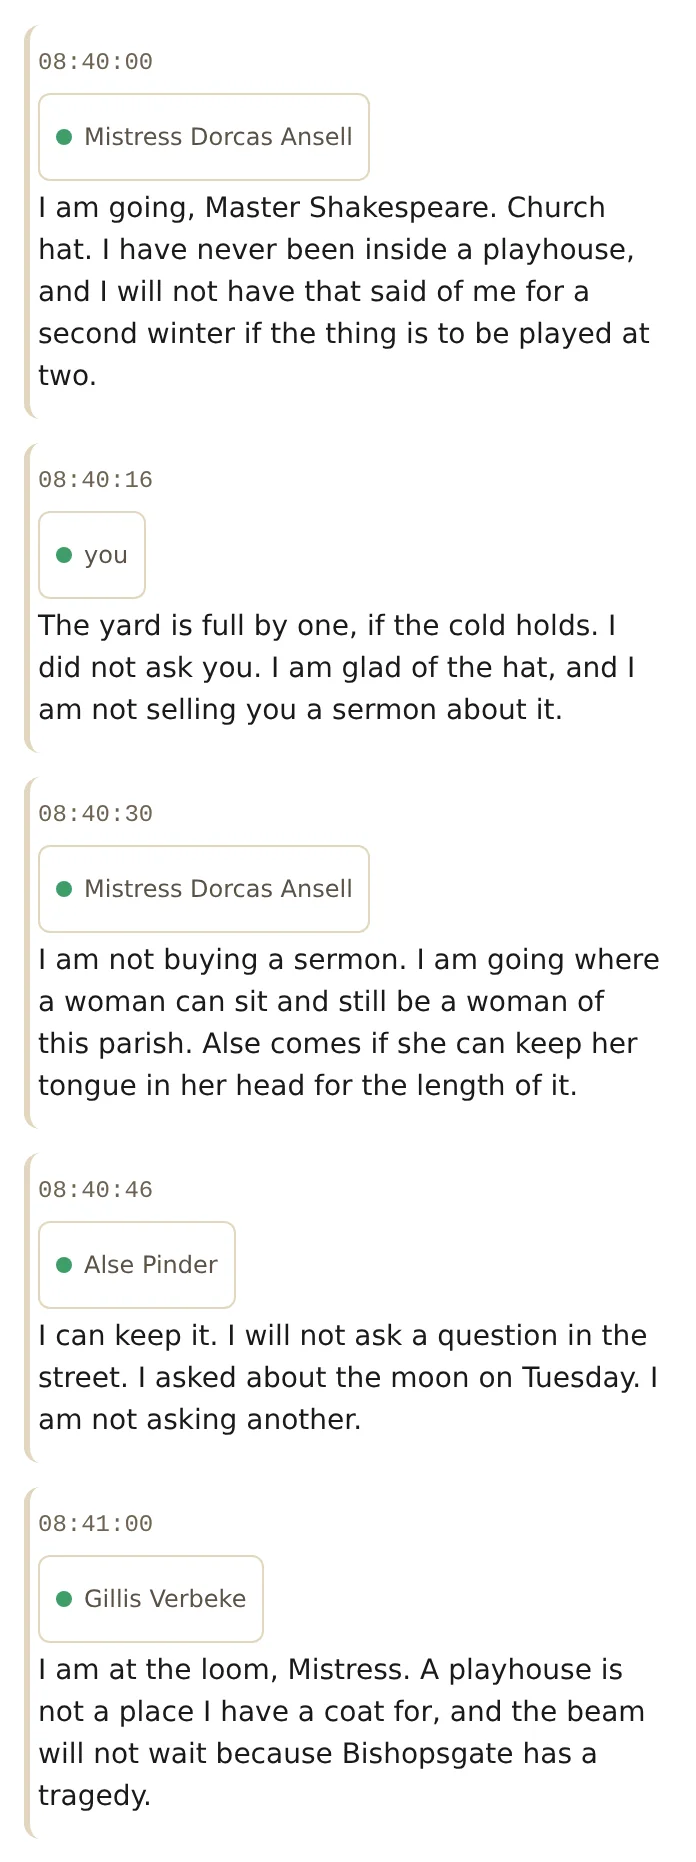 08:40:00
Mistress Dorcas Ansell
I am going, Master Shakespeare. Church
hat. I have never been inside a playhouse,
and I will not have that said of me for a
second winter if the thing is to be played at
two.
08:40:16
you
The yard is full by one, if the cold holds. I
did not ask you. I am glad of the hat, and I
am not selling you a sermon about it.
08:40:30
Mistress Dorcas Ansell
I am not buying a sermon. I am going where
a woman can sit and still be a woman of
this parish. Alse comes if she can keep her
tongue in her head for the length of it.
08:40:46
Alse Pinder
I can keep it. I will not ask a question in the
street. I asked about the moon on Tuesday. I
am not asking another.
08:41:00
Gillis Verbeke
I am at the loom, Mistress. A playhouse is
not a place I have a coat for, and the beam
will not wait because Bishopsgate has a
tragedy.